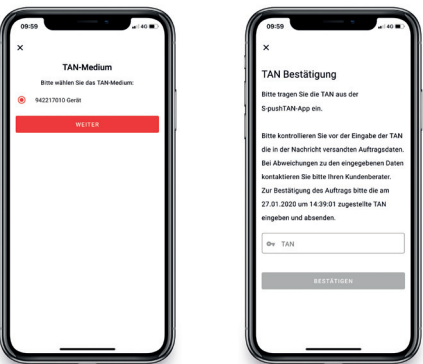 09:59
4G
×
TAN-Medium
Bitte wählen Sie das TAN-Medium:
942217010 Gerät
WEITER
09:59
4G
×
TAN Bestätigung
Bitte tragen Sie die TAN aus der
S-pushTAN-App ein.
Bitte kontrollieren Sie vor der Eingabe der TAN
die in der Nachricht versandten Auftragsdaten.
Bei Abweichungen zu den eingegebenen Daten
kontaktieren Sie bitte Ihren Kundenberater.
Zur Bestätigung des Auftrags bitte die am
27.01.2020 um 14:39:01 zugestellte TAN
eingeben und absenden.
TAN
BESTÄTIGEN